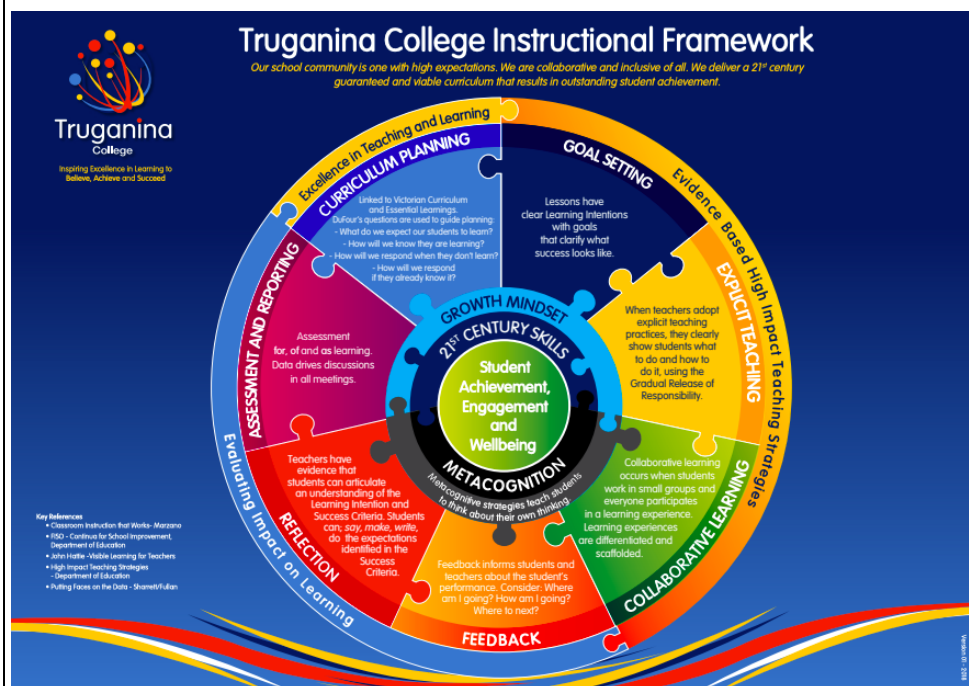 Truganina College Instructional Framework
Our school community is one with high expectations. We are collaborative and inclusive of all. We deliver a 21st century
guaranteed and viable curriculum that results in outstanding student achievement.
Truganina
College
Inspiring Excellence in Learning to
Believe, Achieve and Succeed
Excellence in Teaching and Learning
CURRICULUM PLANNING
Linked to Victorian Curriculum
and Essential Learnings.
DuFour's questions are used to guide planning:
- What do we expect our students to learn?
- How will we know they are learning?
- How will we respond when they don't learn?
- How will we respond
if they already know it?
GOAL SETTING
Lessons have
clear Learning Intentions
with goals
that clarify what
success looks like.
Evidence Based High Impact Teaching Strategies
EXPLICIT TEACHING
When teachers adopt
explicit teaching
practices, they clearly
show students what
to do and how to
do it, using the
Gradual Release of
Responsibility.
COLLABORATIVE LEARNING
Collaborative learning
occurs when students
work in small groups and
everyone participates
in a learning experience.
Learning experiences
are differentiated and
scaffolded.
FEEDBACK
Feedback informs students and
teachers about the student's
performance. Consider: Where
am I going? How am I going?
Where to next?
REFLECTION
Teachers have
evidence that
students can articulate
an understanding of the
Learning Intention and
Success Criteria. Students
can; say, make, write,
do the expectations
identified in the
Success
Criteria.
Evaluating Impact on Learning
ASSESSMENT AND REPORTING
Assessment
for, of and as learning.
Data drives discussions
in all meetings.
GROWTH MINDSET
21ST CENTURY SKILLS
Student
Achievement,
Engagement
and
Wellbeing
METACOGNITION
Metacognitive strategies teach students
to think about their own thinking
Key References
• Classroom Instruction that Works- Marzano
• FISO - Continua for School Improvement,
Department of Education
• John Hattie -Visible Learning for Teachers
• High Impact Teaching Strategies
- Department of Education
• Putting Faces on the Data - Sharrett/Fullan
Version 01 - 2018